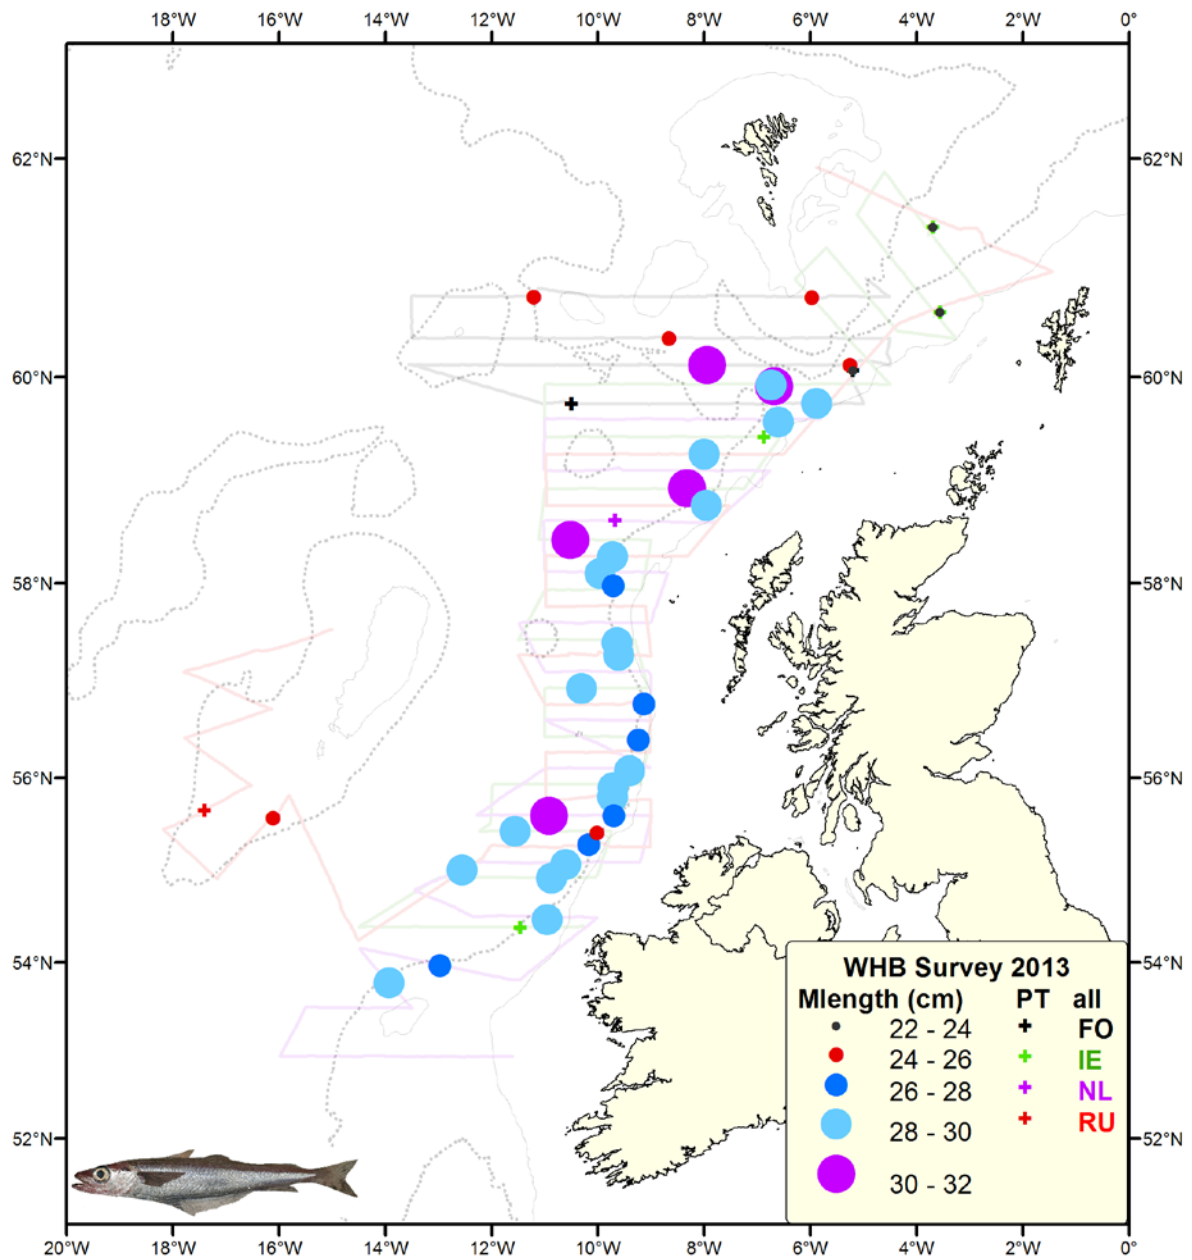 18°W 16°W 14°W 12°W 10°W 8°W 6°W 4°W 2°W 0°
62°N 62°N
60°N 60°N
58°N 58°N
56°N 56°N
54°N 54°N
52°N 52°N
WHB Survey 2013
Mlength (cm) PT all
22 - 24 FO
24 - 26 IE
26 - 28 NL
28 - 30 RU
30 - 32
20°W 18°W 16°W 14°W 12°W 10°W 8°W 6°W 4°W 2°W 0°